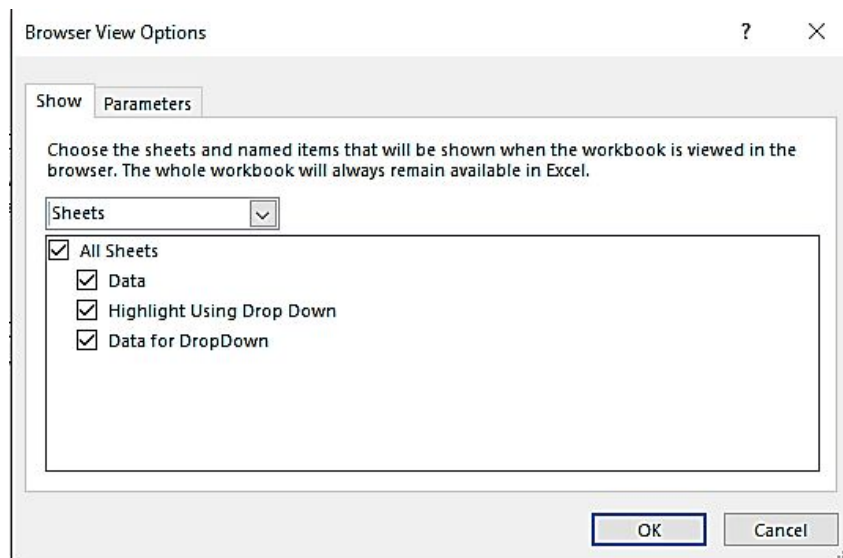 Browser View Options ?
Show
Parameters
Choose the sheets and named items that will be shown when the workbook is viewed in the
browser. The whole workbook will always remain available in Excel.
Sheets
All Sheets
Data
Highlight Using Drop Down
Data for DropDown
OK
Cancel